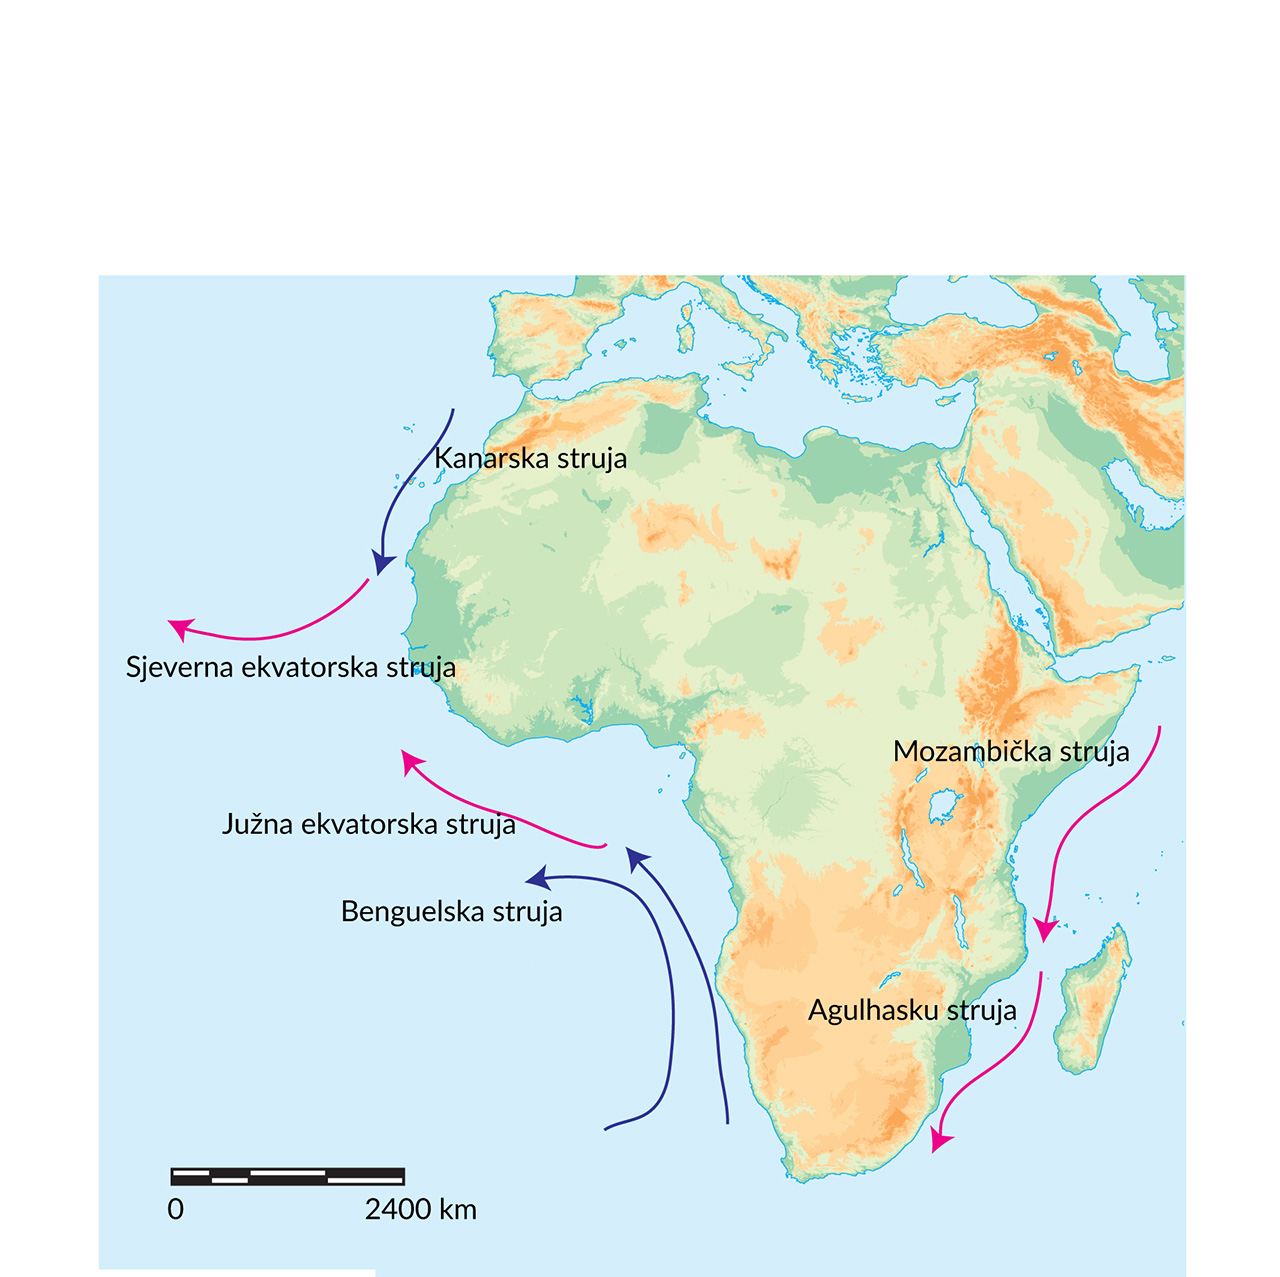 Kanarska struja
Sjeverna ekvatorska struja
Mozambička struja
Južna ekvatorska struja
Benguelska struja
Agulhasku struja
0 2400 km